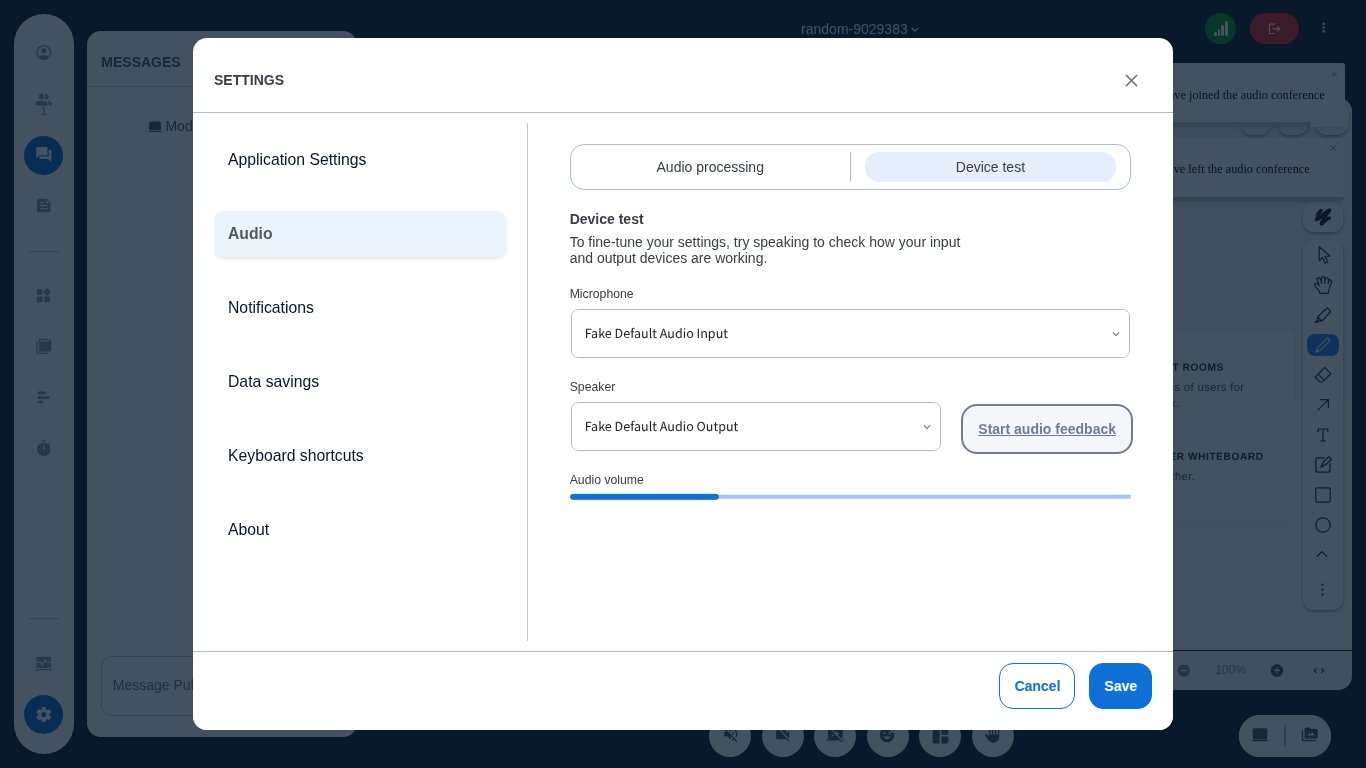 random-9029383
MESSAGES
1
SETTINGS
ve joined the audio conference
Application Settings
Audio processing
Device test
ve left the audio conference
Audio
Device test
To fine-tune your settings, try speaking to check how your input
and output devices are working.
Notifications
Microphone
Fake Default Audio Input
Data savings
Speaker
Fake Default Audio Output
Start audio feedback
Keyboard shortcuts
Audio volume
About
T ROOMS
s of users for
ER WHITEBOARD
ther.
Message Pu
100%
Cancel
Save